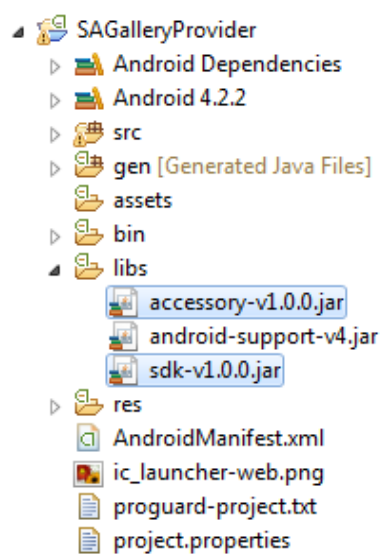 SAGalleryProvider
Android Dependencies
Android 4.2.2
src
gen [Generated Java Files]
assets
bin
libs
accessory-v1.0.0.jar
android-support-v4.jar
sdk-v1.0.0.jar
res
AndroidManifest.xml
ic_launcher-web.png
proguard-project.txt
project.properties